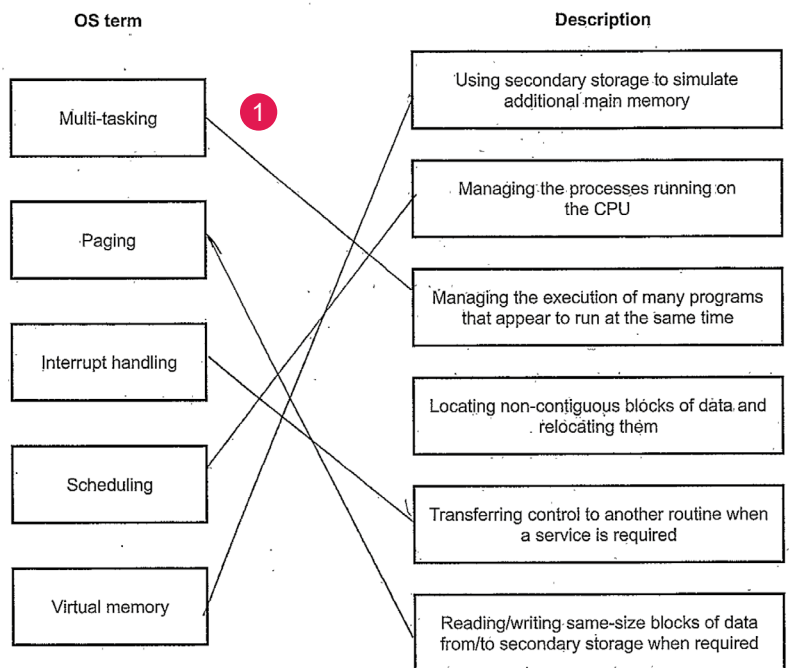 OS term
Description
Multi-tasking
1
Using secondary storage to simulate
additional main memory
Paging
Managing the processes running on
the CPU
Interrupt handling
Managing the execution of many programs
that appear to run at the same time
Scheduling
Locating non-contiguous blocks of data and
relocating them
Virtual memory
Transferring control to another routine when
a service is required
Reading/writing same-size blocks of data
from/to secondary storage when required